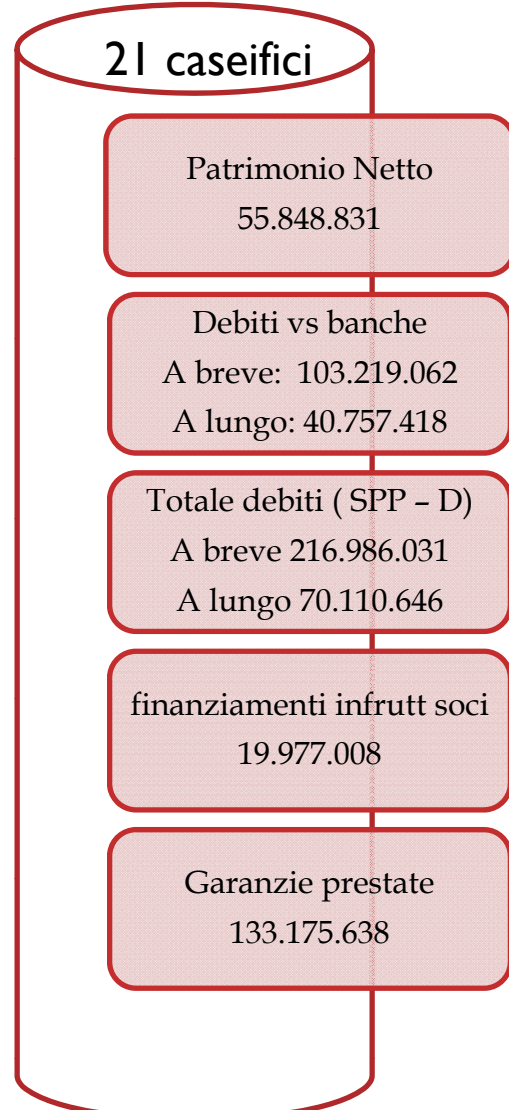 21 caseifici
Patrimonio Netto
55.848.831
Debiti vs banche
A breve: 103.219.062
A lungo: 40.757.418
Totale debiti ( SPP – D)
A breve 216.986.031
A lungo 70.110.646
finanziamenti infrutt soci
19.977.008
Garanzie prestate
133.175.638